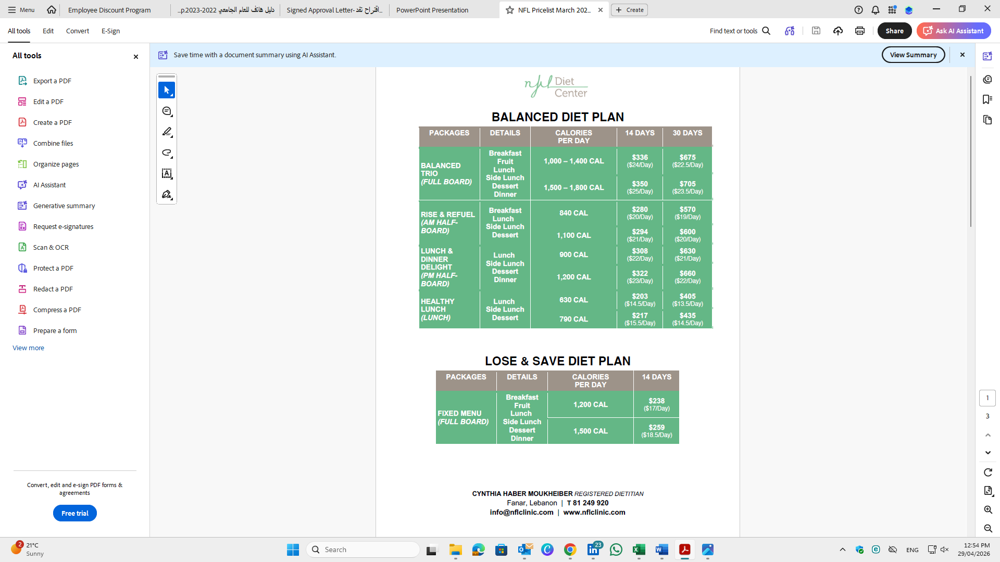 Menu
Employee Discount Program
دليل هاتف للعام الجامعي 2022-2023.p...
Signed Approval Letter- اقتراح نقد...
PowerPoint Presentation
NFL Pricelist March 202...
Create
All tools
Edit
Convert
E-Sign
Find text or tools
Share
Ask AI Assistant
All tools
Save time with a document summary using AI Assistant.
View Summary
Export a PDF
Edit a PDF
Create a PDF
Combine files
Organize pages
AI Assistant
Generative summary
Request e-signatures
Scan & OCR
Protect a PDF
Redact a PDF
Compress a PDF
Prepare a form
View more
Convert, edit and e-sign PDF forms &
agreements
Free trial
nfl Diet
Center
BALANCED DIET PLAN
PACKAGES DETAILS CALORIES PER DAY 14 DAYS 30 DAYS
BALANCED
TRIO
(FULL BOARD)
Breakfast
Fruit
Lunch
Side Lunch
Dessert
Dinner
1,000 – 1,400 CAL $336 $675
($24/Day) ($22.5/Day)
1,500 – 1,800 CAL $350 $705
($25/Day) ($23.5/Day)
RISE & REFUEL
(AM HALF-
BOARD)
Breakfast
Lunch
Side Lunch
Dessert
840 CAL $280 $570
($20/Day) ($19/Day)
1,100 CAL $294 $600
($21/Day) ($20/Day)
LUNCH &
DINNER
DELIGHT
(PM HALF-
BOARD)
Lunch
Side Lunch
Dessert
Dinner
900 CAL $308 $630
($22/Day) ($21/Day)
1,200 CAL $322 $660
($23/Day) ($22/Day)
HEALTHY
LUNCH
(LUNCH)
Lunch
Side Lunch
Dessert
630 CAL $203 $405
($14.5/Day) ($13.5/Day)
790 CAL $217 $435
($15.5/Day) ($14.5/Day)
LOSE & SAVE DIET PLAN
PACKAGES DETAILS CALORIES PER DAY 14 DAYS
FIXED MENU
(FULL BOARD)
Breakfast
Fruit
Lunch
Side Lunch
Dessert
Dinner
1,200 CAL $238
($17/Day)
1,500 CAL $259
($18.5/Day)
CYNTHIA HABER MOUKHEIBER REGISTERED DIETITIAN
Fanar, Lebanon | T 81 249 920
info@nflclinic.com | www.nflclinic.com
1
3
2
21°C
Sunny
Search
23
ENG
12:54 PM
29/04/2026